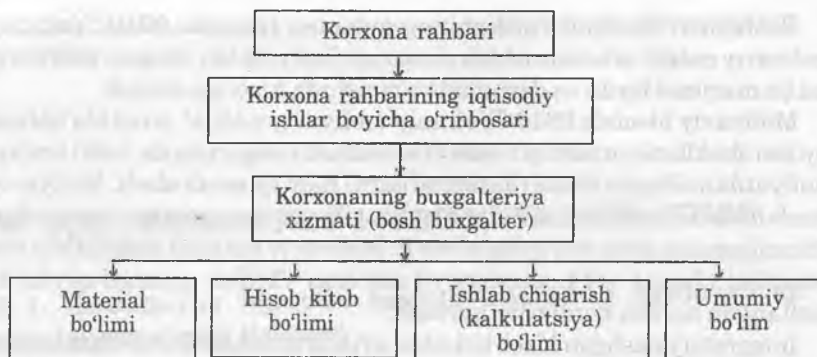 Korxona rahbari
Korxona rahbarining iqtisodiy
ishlar bo‘yicha o‘rinbosari
Korxonaning buxgalteriya
xizmati (bosh buxgalter)
Material
bo‘limi
Hisob kitob
bo‘limi
Ishlab chiqarish
(kalkulatsiya)
bo‘limi
Umumiy
bo‘lim